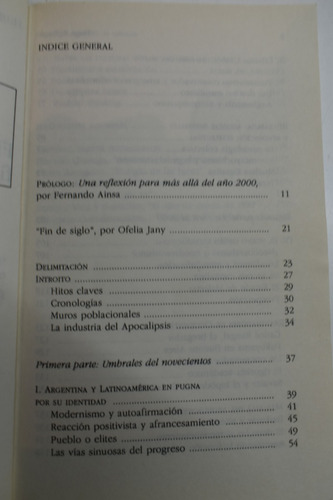 INDICE GENERAL
PRÓLOGO: Una reflexión para más allá del año 2000,
por Fernando Ainsa ........................ 11
"Fin de siglo", por Ofelia Jany ........................ 21
DELIMITACIÓN ........................ 23
INTROITO ........................ 27
Hitos claves ........................ 29
Cronologías ........................ 30
Muros poblacionales ........................ 32
La industria del Apocalipsis ........................ 34
Primera parte: Umbrales del novecientos ........................ 37
I. ARGENTINA Y LATINOAMÉRICA EN PUGNA
POR SU IDENTIDAD ........................ 39
Modernismo y autoafirmación ........................ 41
Reacción positivista y afrancesamiento ........................ 45
Pueblo o elites ........................ 49
Las vías sinuosas del progreso ........................ 54